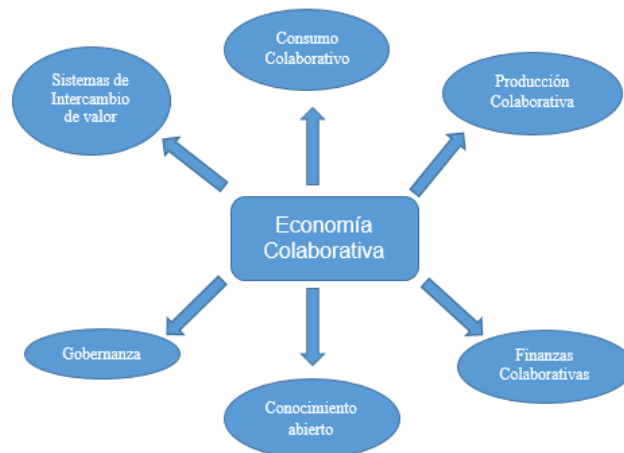 Consumo
Colaborativo
Sistemas de
Intercambio
de valor
Producción
Colaborativa
Economía
Colaborativa
Gobernanza
Finanzas
Colaborativas
Conocimiento
abierto